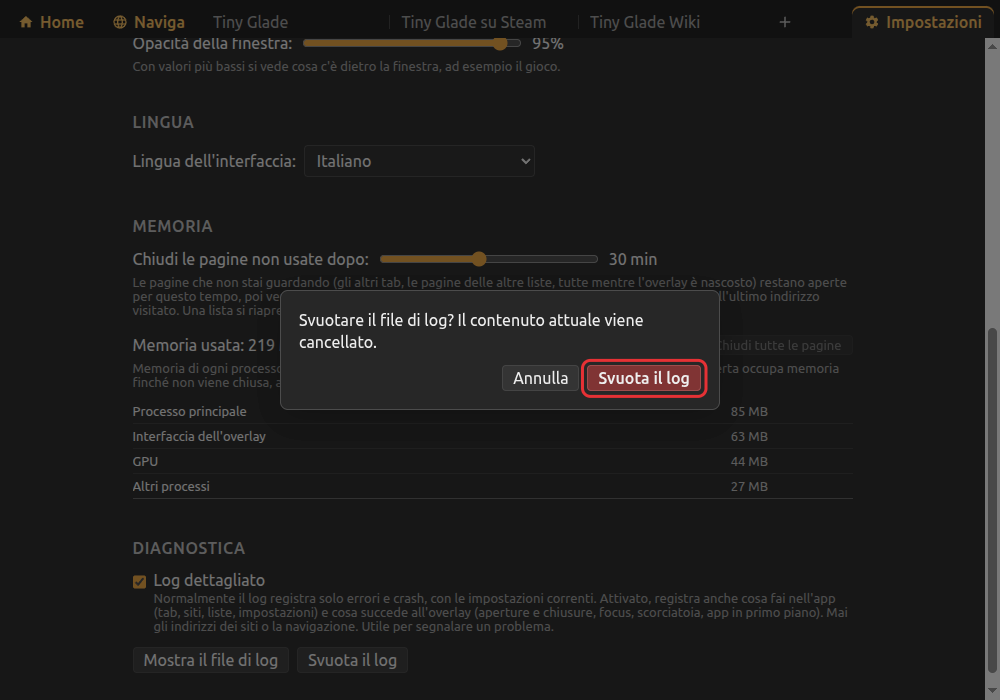 Home Naviga Tiny Glade Tiny Glade su Steam Tiny Glade Wiki + Impostazioni
Opacità della finestra: 95%
Con valori più bassi si vede cosa c'è dietro la finestra, ad esempio il gioco.
LINGUA
Lingua dell'interfaccia: Italiano
MEMORIA
Chiudi le pagine non usate dopo: 30 min
Le pagine che non stai guardando (gli altri tab, le pagine delle altre liste, tutte mentre l'overlay è nascosto) restano aperte
per questo tempo, poi ll'ultimo indirizzo
visitato. Una lista si
Svuotare il file di log? Il contenuto attuale viene
cancellato.
Annulla Svuota il log
Memoria usata: 219 hiudi tutte le pagine
Memoria di ogni processo occupa memoria
finché non viene chiusa,
Processo principale 85 MB
Interfaccia dell'overlay 63 MB
GPU 44 MB
Altri processi 27 MB
DIAGNOSTICA
Log dettagliato
Normalmente il log registra solo errori e crash, con le impostazioni correnti. Attivato, registra anche cosa fai nell'app
(tab, siti, liste, impostazioni) e cosa succede all'overlay (aperture e chiusure, focus, scorciatoia, app in primo piano). Mai
gli indirizzi dei siti o la navigazione. Utile per segnalare un problema.
Mostra il file di log Svuota il log